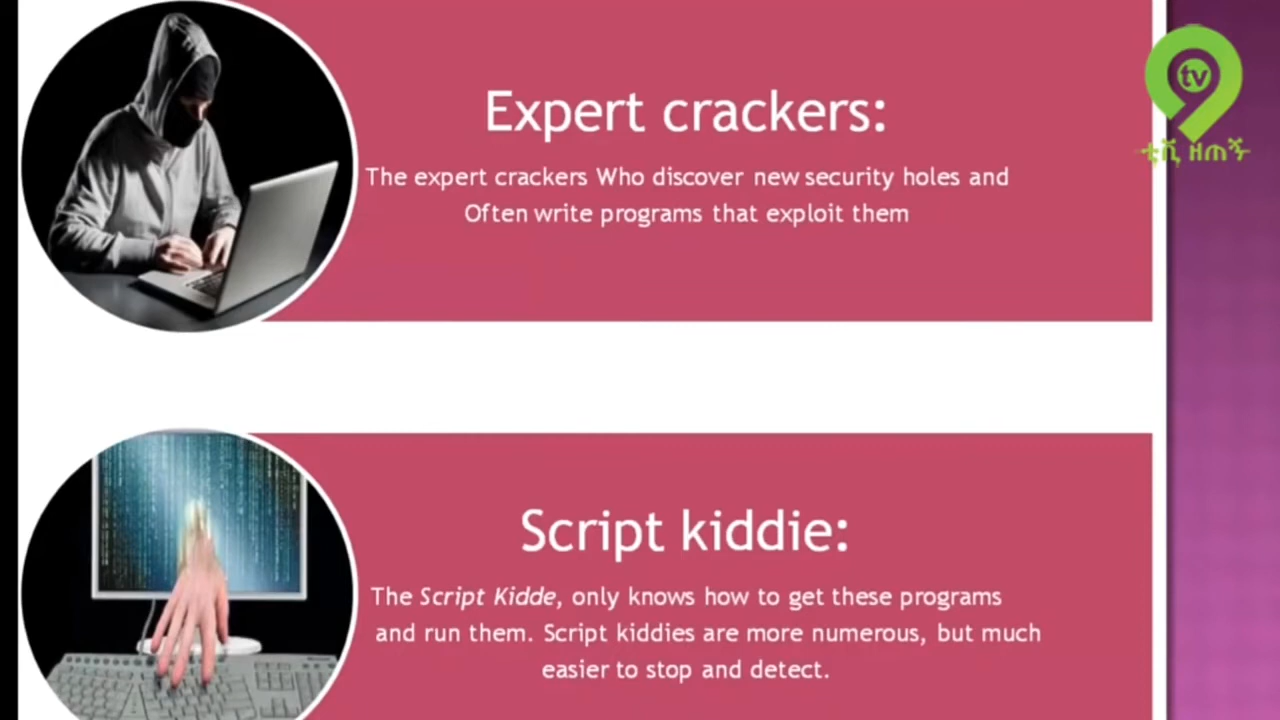 Expert crackers:
The expert crackers Who discover new security holes and
Often write programs that exploit them
tv
ቲቪ ዘጠኝ
Script kiddie:
The Script Kidde, only knows how to get these programs
and run them. Script kiddies are more numerous, but much
easier to stop and detect.